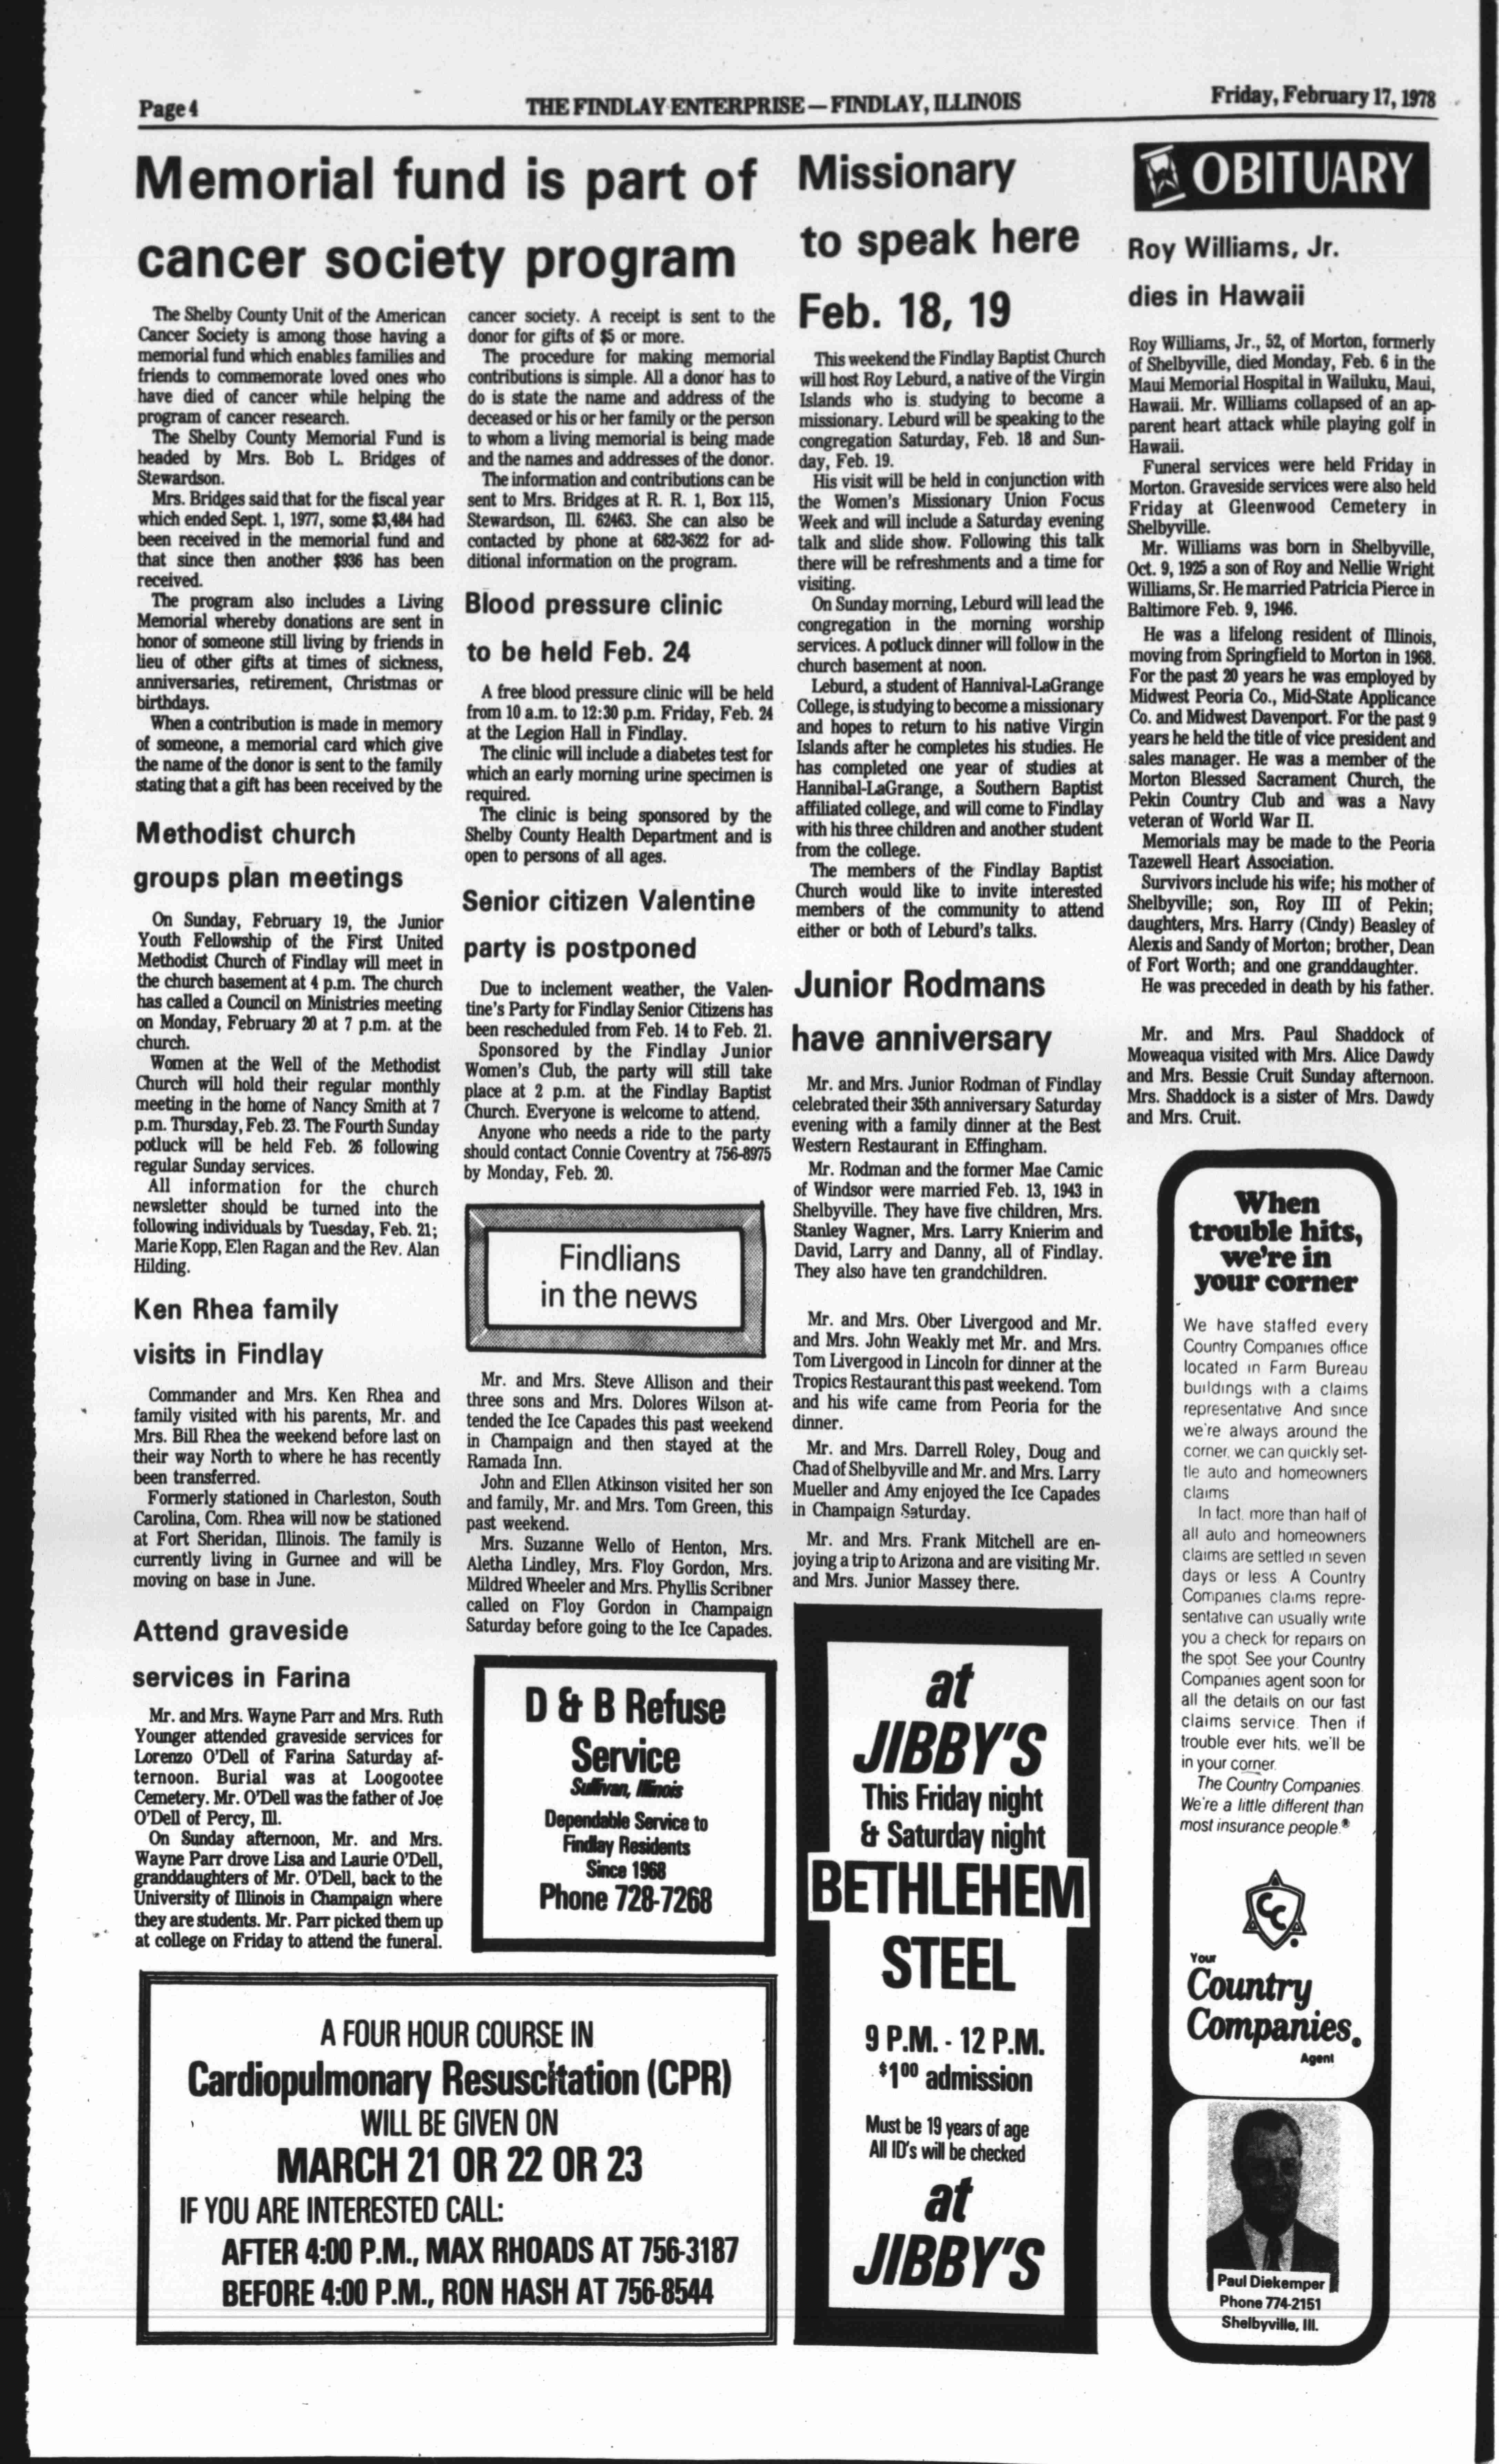 Page 4
THE FINDLAY ENTERPRISE — FINDLAY, ILLINOIS
Friday, February 17, 1978
Memorial fund is part of
cancer society program
The Shelby County Unit of the American
Cancer Society is among those having a
memorial fund which enables families and
friends to commemorate loved ones who
have died of cancer while helping the
program of cancer research.
The Shelby County Memorial Fund is
headed by Mrs. Bob L. Bridges of
Stewardson.
Mrs. Bridges said that for the fiscal year
which ended Sept. 1, 1977, some $3,484 had
been received in the memorial fund and
that since then another $936 has been
received.
The program also includes a Living
Memorial whereby donations are sent in
honor of someone still living by friends in
lieu of other gifts at times of sickness,
anniversaries, retirement, Christmas or
birthdays.
When a contribution is made in memory
of someone, a memorial card which give
the name of the donor is sent to the family
stating that a gift has been received by the
cancer society. A receipt is sent to the
donor for gifts of $5 or more.
The procedure for making memorial
contributions is simple. All a donor has to
do is state the name and address of the
deceased or his or her family or the person
to whom a living memorial is being made
and the names and addresses of the donor.
The information and contributions can be
sent to Mrs. Bridges at R. R. 1, Box 115,
Stewardson, Ill. 62463. She can also be
contacted by phone at 682-3622 for ad-
ditional information on the program.
Methodist church
groups plan meetings
On Sunday, February 19, the Junior
Youth Fellowship of the First United
Methodist Church of Findlay will meet in
the church basement at 4 p.m. The church
has called a Council on Ministries meeting
on Monday, February 20 at 7 p.m. at the
church.
Women at the Well of the Methodist
Church will hold their regular monthly
meeting in the home of Nancy Smith at 7
p.m. Thursday, Feb. 23. The Fourth Sunday
potluck will be held Feb. 26 following
regular Sunday services.
All information for the church
newsletter should be turned into the
following individuals by Tuesday, Feb. 21;
Marie Kopp, Elen Ragan and the Rev. Alan
Hilding.
Ken Rhea family
visits in Findlay
Commander and Mrs. Ken Rhea and
family visited with his parents, Mr. and
Mrs. Bill Rhea the weekend before last on
their way North to where he has recently
been transferred.
Formerly stationed in Charleston, South
Carolina, Com. Rhea will now be stationed
at Fort Sheridan, Illinois. The family is
currently living in Gurnee and will be
moving on base in June.
Attend graveside
services in Farina
Mr. and Mrs. Wayne Parr and Mrs. Ruth
Younger attended graveside services for
Lorenzo O'Dell of Farina Saturday af-
ternoon. Burial was at Loogootee
Cemetery. Mr. O'Dell was the father of Joe
O'Dell of Percy, Ill.
On Sunday afternoon, Mr. and Mrs.
Wayne Parr drove Lisa and Laurie O'Dell,
granddaughters of Mr. O'Dell, back to the
University of Illinois in Champaign where
they are students. Mr. Parr picked them up
at college on Friday to attend the funeral.
Blood pressure clinic
to be held Feb. 24
A free blood pressure clinic will be held
from 10 a.m. to 12:30 p.m. Friday, Feb. 24
at the Legion Hall in Findlay.
The clinic will include a diabetes test for
which an early morning urine specimen is
required.
The clinic is being sponsored by the
Shelby County Health Department and is
open to persons of all ages.
Senior citizen Valentine
party is postponed
Due to inclement weather, the Valen-
tine's Party for Findlay Senior Citizens has
been rescheduled from Feb. 14 to Feb. 21.
Sponsored by the Findlay Junior
Women's Club, the party will still take
place at 2 p.m. at the Findlay Baptist
Church. Everyone is welcome to attend.
Anyone who needs a ride to the party
should contact Connie Coventry at 756-8975
by Monday, Feb. 20.
Findlians
in the news
Mr. and Mrs. Steve Allison and their
three sons and Mrs. Dolores Wilson at-
tended the Ice Capades this past weekend
in Champaign and then stayed at the
Ramada Inn.
John and Ellen Atkinson visited her son
and family, Mr. and Mrs. Tom Green, this
past weekend.
Mrs. Suzanne Wello of Henton, Mrs.
Aletha Lindley, Mrs. Floy Gordon, Mrs.
Mildred Wheeler and Mrs. Phyllis Scribner
called on Floy Gordon in Champaign
Saturday before going to the Ice Capades.
D & B Refuse
Service
Sullivan, Illinois
Dependable Service to
Findlay Residents
Since 1968
Phone 728-7268
A FOUR HOUR COURSE IN
Cardiopulmonary Resuscitation (CPR)
WILL BE GIVEN ON
MARCH 21 OR 22 OR 23
IF YOU ARE INTERESTED CALL:
AFTER 4:00 P.M., MAX RHOADS AT 756-3187
BEFORE 4:00 P.M., RON HASH AT 756-8544
Missionary
to speak here
Feb. 18, 19
This weekend the Findlay Baptist Church
will host Roy Leburd, a native of the Virgin
Islands who is studying to become a
missionary. Leburd will be speaking to the
congregation Saturday, Feb. 18 and Sun-
day, Feb. 19.
His visit will be held in conjunction with
the Women's Missionary Union Focus
Week and will include a Saturday evening
talk and slide show. Following this talk
there will be refreshments and a time for
visiting.
On Sunday morning, Leburd will lead the
congregation in the morning worship
services. A potluck dinner will follow in the
church basement at noon.
Leburd, a student of Hannival-LaGrange
College, is studying to become a missionary
and hopes to return to his native Virgin
Islands after he completes his studies. He
has completed one year of studies at
Hannibal-LaGrange, a Southern Baptist
affiliated college, and will come to Findlay
with his three children and another student
from the college.
The members of the Findlay Baptist
Church would like to invite interested
members of the community to attend
either or both of Leburd's talks.
Junior Rodmans
have anniversary
Mr. and Mrs. Junior Rodman of Findlay
celebrated their 35th anniversary Saturday
evening with a family dinner at the Best
Western Restaurant in Effingham.
Mr. Rodman and the former Mae Camic
of Windsor were married Feb. 13, 1943 in
Shelbyville. They have five children, Mrs.
Stanley Wagner, Mrs. Larry Knierim and
David, Larry and Danny, all of Findlay.
They also have ten grandchildren.
Mr. and Mrs. Ober Livergood and Mr.
and Mrs. John Weakly met Mr. and Mrs.
Tom Livergood in Lincoln for dinner at the
Tropics Restaurant this past weekend. Tom
and his wife came from Peoria for the
dinner.
Mr. and Mrs. Darrell Roley, Doug and
Chad of Shelbyville and Mr. and Mrs. Larry
Mueller and Amy enjoyed the Ice Capades
in Champaign Saturday.
Mr. and Mrs. Frank Mitchell are en-
joying a trip to Arizona and are visiting Mr.
and Mrs. Junior Massey there.
at
JIBBY'S
This Friday night
& Saturday night
BETHLEHEM
STEEL
9 P.M. - 12 P.M.
$1.00 admission
Must be 19 years of age
All ID's will be checked
at
JIBBY'S
OBITUARY
Roy Williams, Jr.
dies in Hawaii
Roy Williams, Jr., 52, of Morton, formerly
of Shelbyville, died Monday, Feb. 6 in the
Maui Memorial Hospital in Wailuku, Maui,
Hawaii. Mr. Williams collapsed of an ap-
parent heart attack while playing golf in
Hawaii.
Funeral services were held Friday in
Morton. Graveside services were also held
Friday at Gleenwood Cemetery in
Shelbyville.
Mr. Williams was born in Shelbyville,
Oct. 9, 1925 a son of Roy and Nellie Wright
Williams, Sr. He married Patricia Pierce in
Baltimore Feb. 9, 1946.
He was a lifelong resident of Illinois,
moving from Springfield to Morton in 1968.
For the past 20 years he was employed by
Midwest Peoria Co., Mid-State Applicance
Co. and Midwest Davenport. For the past 9
years he held the title of vice president and
sales manager. He was a member of the
Morton Blessed Sacrament Church, the
Pekin Country Club and was a Navy
veteran of World War II.
Memorials may be made to the Peoria
Tazewell Heart Association.
Survivors include his wife; his mother of
Shelbyville; son, Roy III of Pekin;
daughters, Mrs. Harry (Cindy) Beasley of
Alexis and Sandy of Morton; brother, Dean
of Fort Worth; and one granddaughter.
He was preceded in death by his father.
Mr. and Mrs. Paul Shaddock of
Moweaqua visited with Mrs. Alice Dawdy
and Mrs. Bessie Cruit Sunday afternoon.
Mrs. Shaddock is a sister of Mrs. Dawdy
and Mrs. Cruit.
When
trouble hits,
we're in
your corner
We have staffed every
Country Companies office
located in Farm Bureau
buildings with a claims
representative And since
we're always around the
corner, we can quickly set-
tle auto and homeowners
claims
In fact, more than half of
all auto and homeowners
claims are settled in seven
days or less. A Country
Companies claims repre-
sentative can usually write
you a check for repairs on
the spot. See your Country
Companies agent soon for
all the details on our fast
claims service. Then if
trouble ever hits, we'll be
in your corner.
The Country Companies.
We're a little different than
most insurance people.®
CC
Your
Country
Companies.
Agent
Paul Diekemper
Phone 774-2151
Shelbyville, Ill.